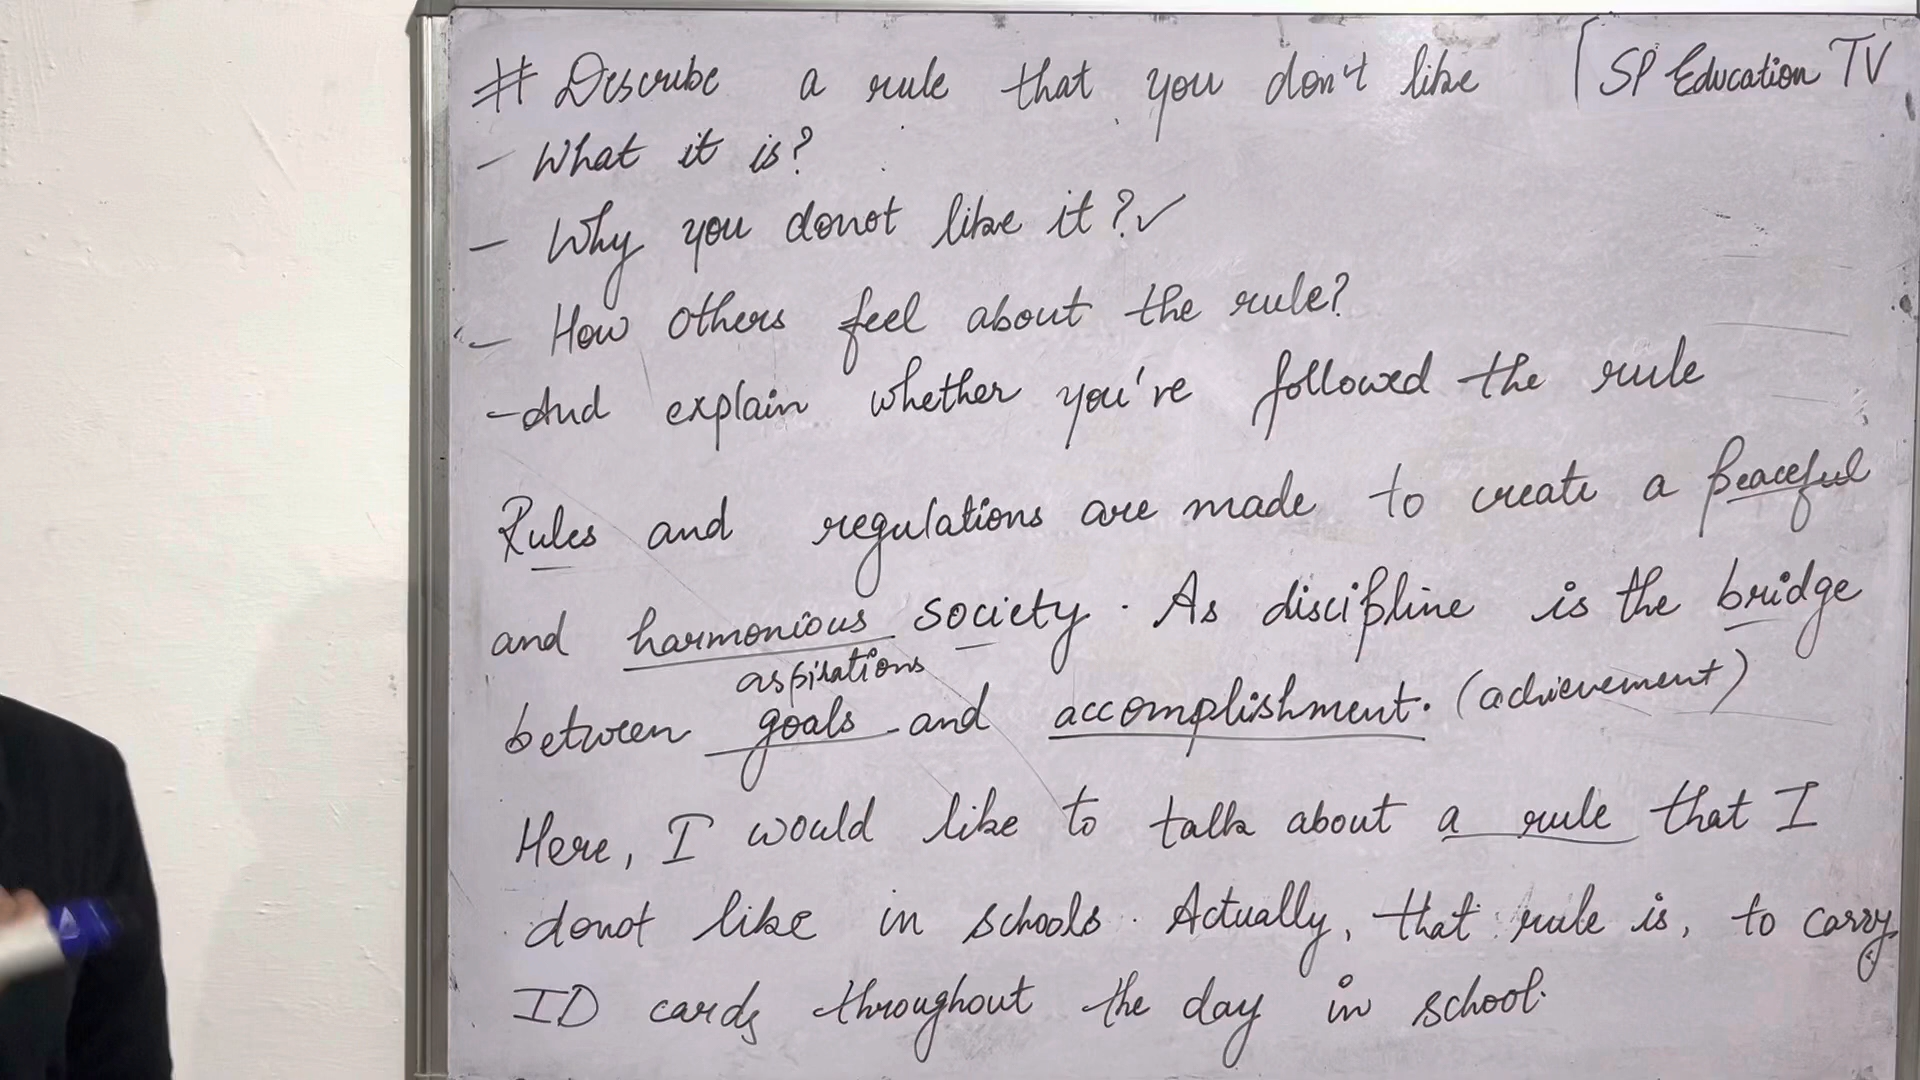 # Describe a rule that you don't like [SP Education TV
- What it is?
- Why you donot like it?✓
- How others feel about the rule?
- And explain whether you've followed the rule
Rules and regulations are made to create a peaceful
and harmonious society. As discipline is the bridge
aspirations
between goals and accomplishment. (achievement)
Here, I would like to talk about a rule that I
donot like in schools. Actually, that rule is, to carry
ID cards throughout the day in school.